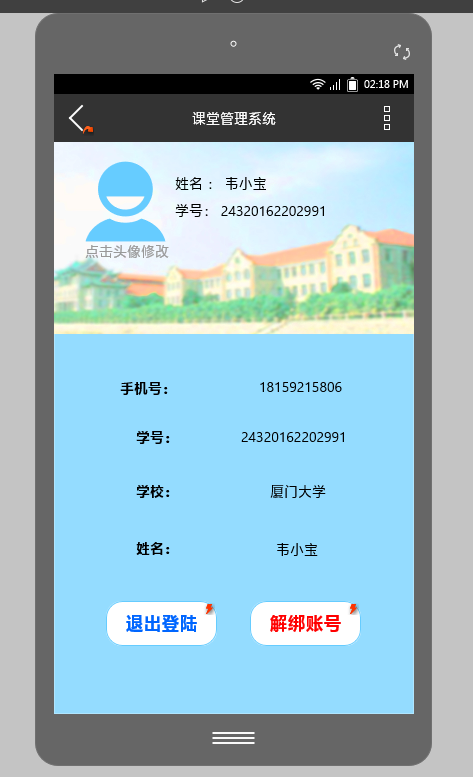 02:18 PM
课堂管理系统
姓名： 韦小宝
学号： 24320162202991
点击头像修改
手机号： 18159215806
学号： 24320162202991
学校： 厦门大学
姓名： 韦小宝
退出登陆 解绑账号